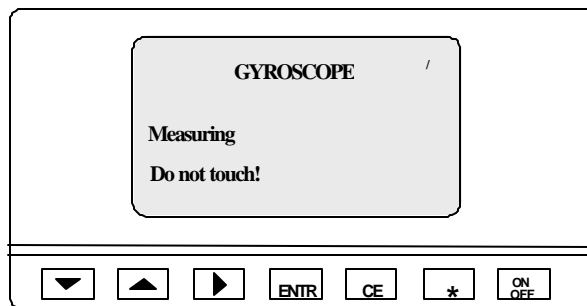 GYROSCOPE /
Measuring
Do not touch!
ENTR CE * ON
OFF